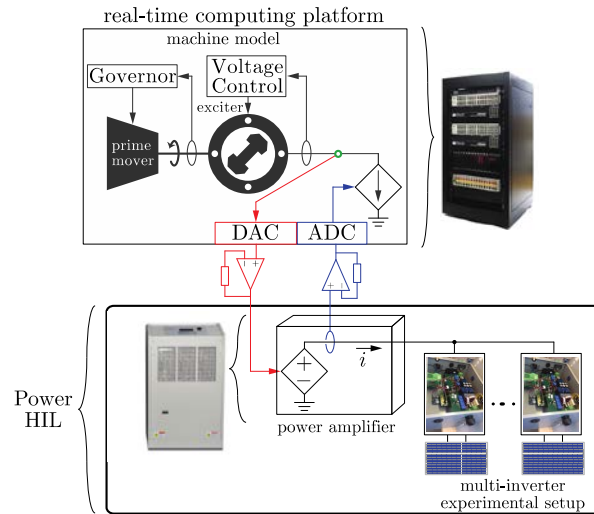 real-time computing platform
machine model
Governor
Voltage
Control
exciter
prime
mover
DAC
ADC
Power
HIL
i
power amplifier
multi-inverter
experimental setup